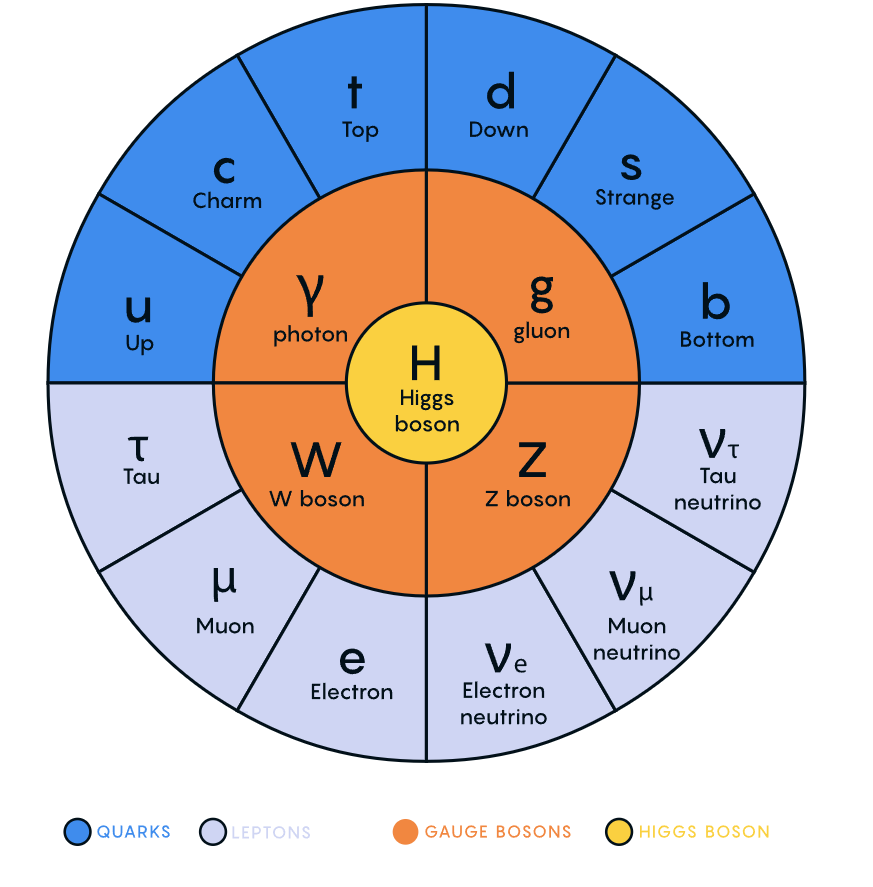 t
Top
d
Down
c
Charm
s
Strange
u
Up
b
Bottom
γ
photon
g
gluon
H
Higgs
boson
W
W boson
Z
Z boson
τ
Tau
ντ
Tau
neutrino
μ
Muon
νμ
Muon
neutrino
e
Electron
νe
Electron
neutrino
QUARKS
LEPTONS
GAUGE BOSONS
HIGGS BOSON